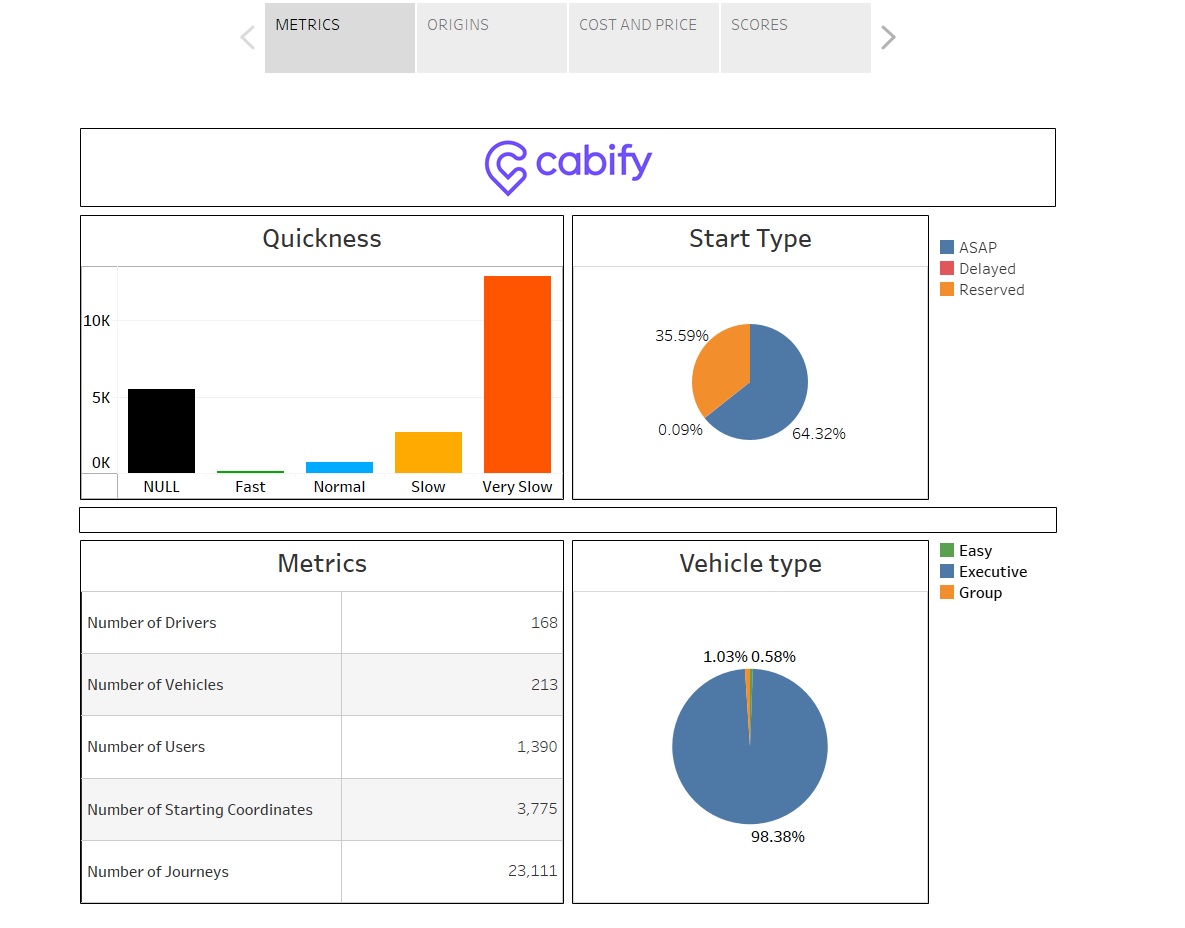 METRICS
ORIGINS
COST AND PRICE
SCORES
cabify
Quickness
10K
5K
0K
NULL
Fast
Normal
Slow
Very Slow
Start Type
35.59%
0.09%
64.32%
ASAP
Delayed
Reserved
Metrics
Number of Drivers 168
Number of Vehicles 213
Number of Users 1,390
Number of Starting Coordinates 3,775
Number of Journeys 23,111
Vehicle type
1.03% 0.58%
98.38%
Easy
Executive
Group